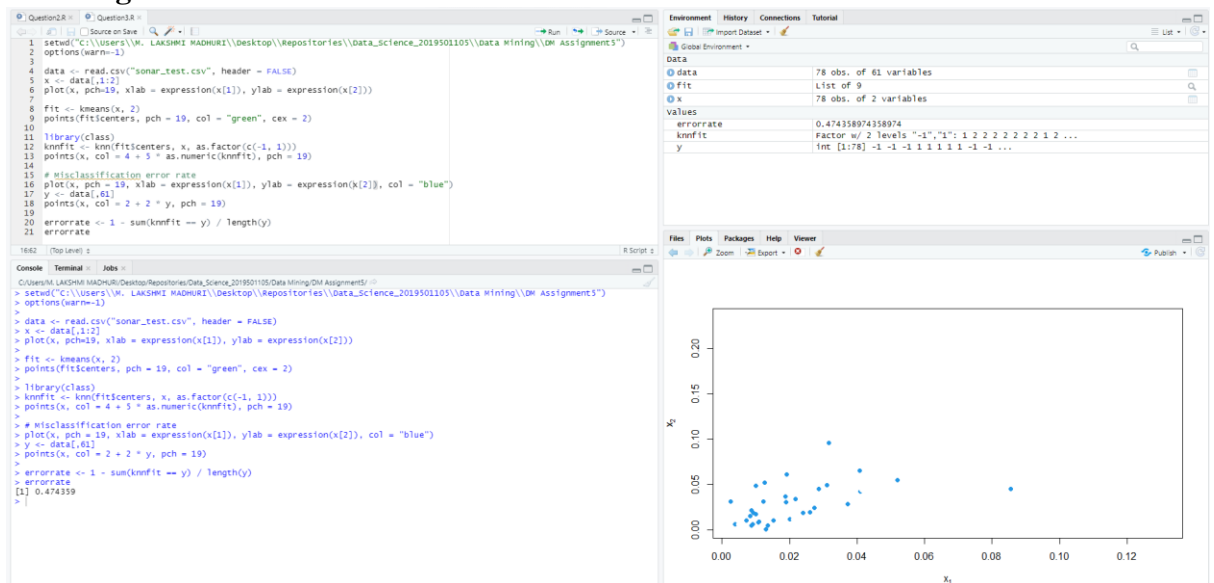 Question2.R × Question3.R ×
Source on Save Run Source
1 setwd("C:\\Users\\M. LAKSHMI MADHURI\\Desktop\\Repositories\\Data_Science_2019501105\\Data Mining\\DM Assignment5")
2 options(warn=-1)
3
4 data <- read.csv("sonar_test.csv", header = FALSE)
5 x <- data[,1:2]
6 plot(x, pch=19, xlab = expression(x[1]), ylab = expression(x[2]))
7
8 fit <- kmeans(x, 2)
9 points(fit$centers, pch = 19, col = "green", cex = 2)
10
11 library(class)
12 knnfit <- knn(fit$centers, x, as.factor(c(-1, 1)))
13 points(x, col = 4 + 5 * as.numeric(knnfit), pch = 19)
14
15 # Misclassification error rate
16 plot(x, pch = 19, xlab = expression(x[1]), ylab = expression(x[2]), col = "blue")
17 y <- data[,61]
18 points(x, col = 2 + 2 * y, pch = 19)
19
20 errorrate <- 1 - sum(knnfit == y) / length(y)
21 errorrate
16:62 (Top Level) R Script
Console Terminal × Jobs ×
C:/Users/M. LAKSHMI MADHURI/Desktop/Repositories/Data_Science_2019501105/Data Mining/DM Assignment5/
> setwd("C:\\Users\\M. LAKSHMI MADHURI\\Desktop\\Repositories\\Data_Science_2019501105\\Data Mining\\DM Assignment5")
> options(warn=-1)
>
> data <- read.csv("sonar_test.csv", header = FALSE)
> x <- data[,1:2]
> plot(x, pch=19, xlab = expression(x[1]), ylab = expression(x[2]))
>
> fit <- kmeans(x, 2)
> points(fit$centers, pch = 19, col = "green", cex = 2)
>
> library(class)
> knnfit <- knn(fit$centers, x, as.factor(c(-1, 1)))
> points(x, col = 4 + 5 * as.numeric(knnfit), pch = 19)
>
> # Misclassification error rate
> plot(x, pch = 19, xlab = expression(x[1]), ylab = expression(x[2]), col = "blue")
> y <- data[,61]
> points(x, col = 2 + 2 * y, pch = 19)
>
> errorrate <- 1 - sum(knnfit == y) / length(y)
> errorrate
[1] 0.474359
>
Environment History Connections Tutorial
Import Dataset List
Global Environment
Data
data 78 obs. of 61 variables
fit List of 9
x 78 obs. of 2 variables
Values
errorrate 0.474358974358974
knnfit Factor w/ 2 levels "-1","1": 1 2 2 2 2 2 2 2 1 2 ...
y int [1:78] -1 -1 -1 1 1 1 1 1 -1 -1 ...
Files Plots Packages Help Viewer
Zoom Export Publish
0.20
0.15
0.10
0.05
0.00
x2
0.00 0.02 0.04 0.06 0.08 0.10 0.12
x1